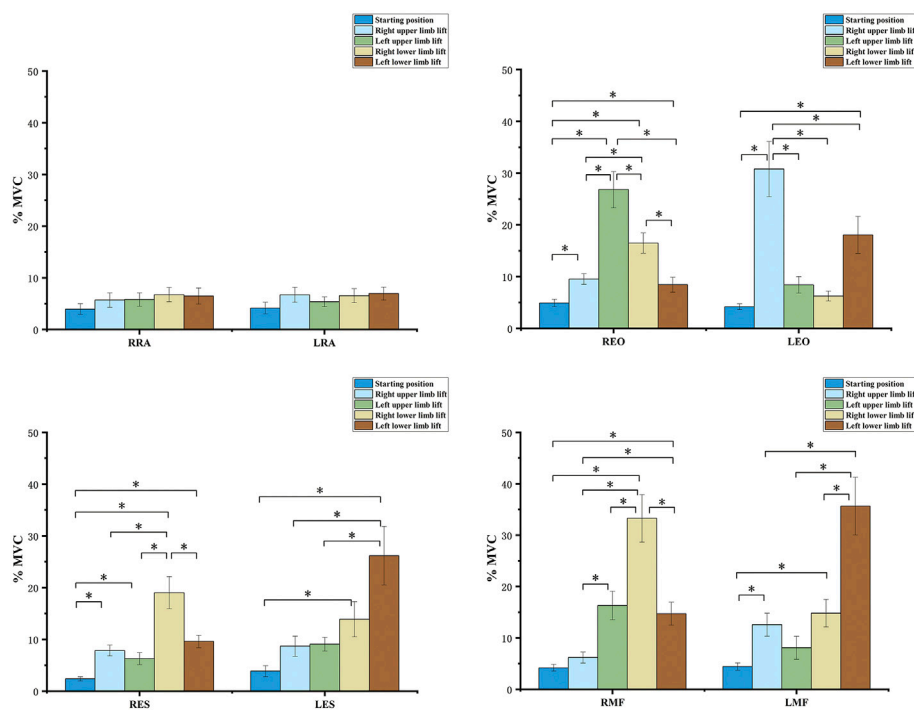 Starting position
Right upper limb lift
Left upper limb lift
Right lower limb lift
Left lower limb lift
50
40
30
20
10
0
% MVC
RRA
LRA
Starting position
Right upper limb lift
Left upper limb lift
Right lower limb lift
Left lower limb lift
50
40
30
20
10
0
% MVC
* * * * * * * * *
* * * * *
REO
LEO
Starting position
Right upper limb lift
Left upper limb lift
Right lower limb lift
Left lower limb lift
50
40
30
20
10
0
% MVC
* * * * * * *
* * * *
RES
LES
Starting position
Right upper limb lift
Left upper limb lift
Right lower limb lift
Left lower limb lift
50
40
30
20
10
0
% MVC
* * * * * * *
* * * * *
RMF
LMF